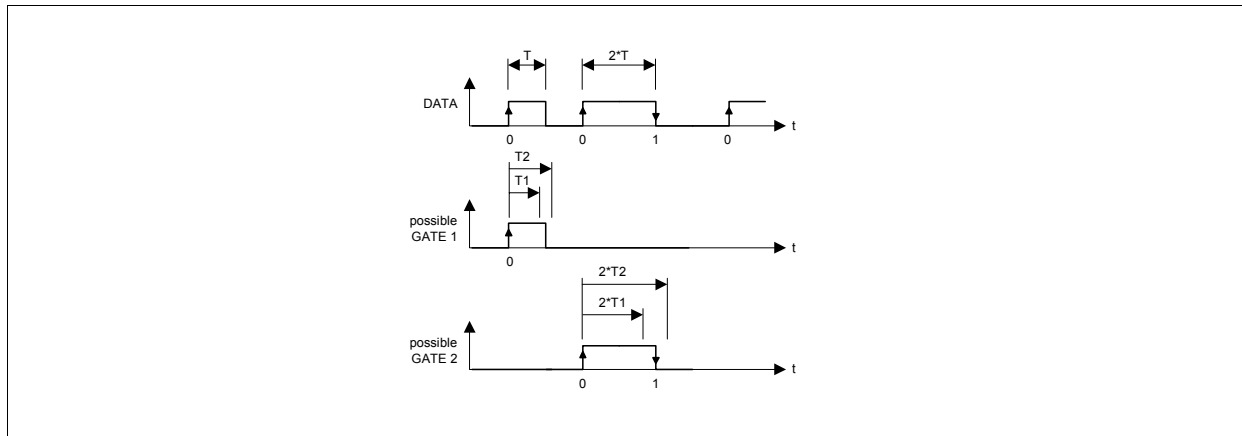 T 2*T
DATA
t
0 0 1 0
T2
T1
possible
GATE 1
t
0
2*T2
2*T1
possible
GATE 2
t
0 1